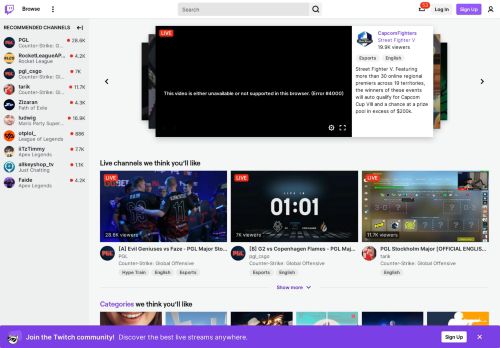 Browse
Search
53
Log In
Sign Up
RECOMMENDED CHANNELS
PGL
28.6K
Counter-Strike: G...
RocketLeagueAP...
4.2K
Rocket League
pgl_csgo
7K
Counter-Strike: G...
tarik
11.7K
Counter-Strike: G...
Zizaran
4.3K
Path of Exile
ludwig
16.9K
Mario Party Super...
otplol_
886
League of Legends
iiTzTimmy
7.7K
Apex Legends
a8snyshop_tv
1.1K
Just Chatting
Faide
4.2K
Apex Legends
LIVE
This video is either unavailable or not supported in this browser. (Error #4000)
CapcomFighters
Street Fighter V
19.9K viewers
Esports English
Street Fighter V. Featuring
more than 30 online regional
premiers across 19 territories,
the winners of these events
will auto qualify for Capcom
Cup VIII and a chance at a prize
pool in excess of $200k.
Live channels we think you'll like
LIVE
GGBET
28.6K viewers
LIVE
01:01
7K viewers
LIVE
11.7K viewers
[A] Evil Geniuses vs Faze - PGL Major Sto...
PGL
Counter-Strike: Global Offensive
Hype Train Esports English
[B] G2 vs Copenhagen Flames - PGL Maj...
pgl_csgo
Counter-Strike: Global Offensive
Esports English
PGL Stockholm Major [OFFICIAL ENGLIS...
tarik
Counter-Strike: Global Offensive
English
Show more
Categories we think you'll like
Join the Twitch community! Discover the best live streams anywhere.
Sign Up